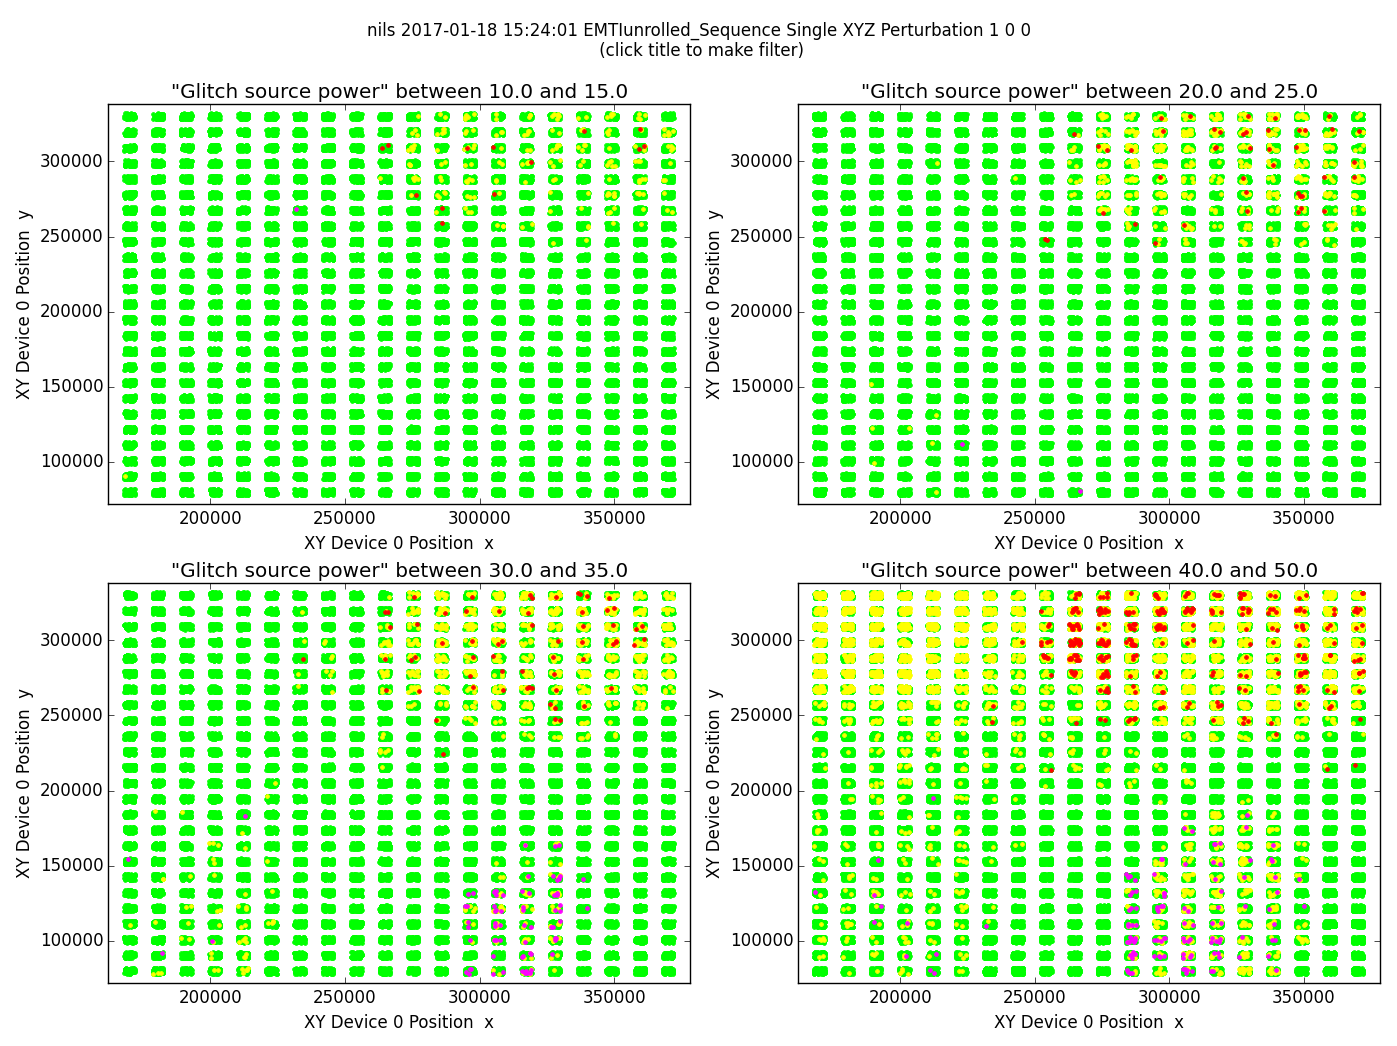 nils 2017-01-18 15:24:01 EMTIunrolled_Sequence Single XYZ Perturbation 1 0 0
(click title to make filter)
"Glitch source power" between 10.0 and 15.0
300000
250000
200000
150000
100000
XY Device 0 Position  y
200000 250000 300000 350000
XY Device 0 Position  x
"Glitch source power" between 20.0 and 25.0
300000
250000
200000
150000
100000
XY Device 0 Position  y
200000 250000 300000 350000
XY Device 0 Position  x
"Glitch source power" between 30.0 and 35.0
300000
250000
200000
150000
100000
XY Device 0 Position  y
200000 250000 300000 350000
XY Device 0 Position  x
"Glitch source power" between 40.0 and 50.0
300000
250000
200000
150000
100000
XY Device 0 Position  y
200000 250000 300000 350000
XY Device 0 Position  x